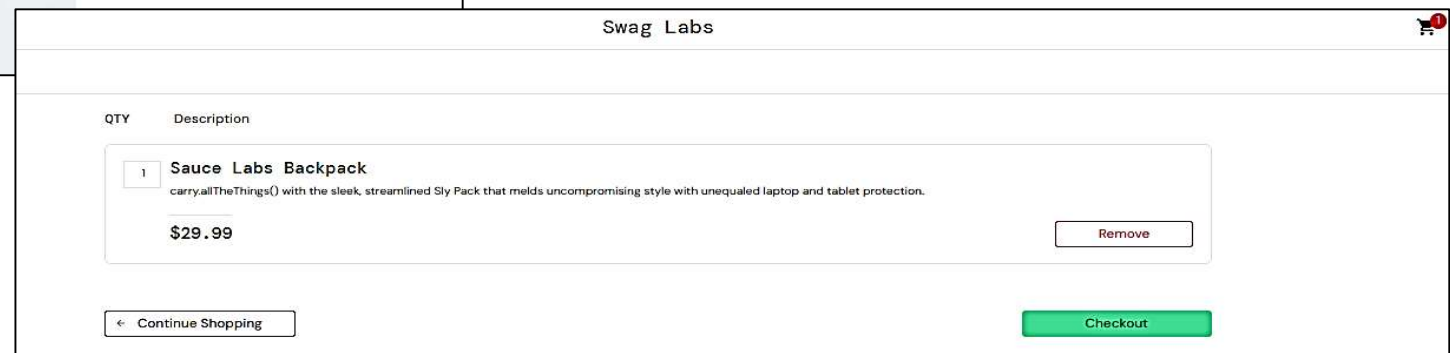 Swag Labs
1
QTY Description
1 Sauce Labs Backpack
carry.allTheThings() with the sleek, streamlined Sly Pack that melds uncompromising style with unequaled laptop and tablet protection.
$29.99
Remove
← Continue Shopping
Checkout